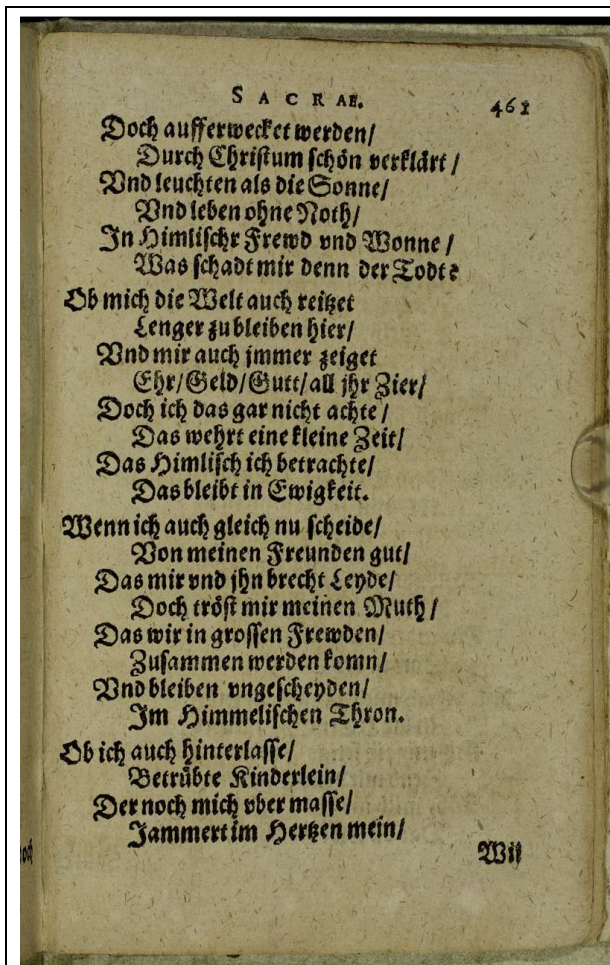 SACRAE. 461
Doch aufferwecket werden/
Durch Christum schön verklärt/
Vnd leuchten als die Sonne/
Vnd leben ohne Noth/
In Himlischr Frewd vnd Wonne/
Was schadt mir denn der Todt?
Ob mich die Welt auch reitzet
Lenger zu bleiben hier/
Vnd mir auch jmmer zeiget
Ehr/Geld/Gutt/all jhr Zier/
Doch ich das gar nicht achte/
Das wehrt eine kleine Zeit/
Das Himlisch ich betrachte/
Das bleibt in Ewigkeit.
Wenn ich auch gleich nu scheide/
Von meinen Freunden gut/
Das mir vnd jhn brecht Leyde/
Doch tröst mir meinen Muth/
Das wir in grossen Frewden/
Zusammen werden komn/
Vnd bleiben vngescheyden/
Im Himmelischen Thron.
Ob ich auch hinterlasse/
Betrübte Kinderlein/
Der noch mich vber masse/
Jammert im Hertzen mein/
Wil